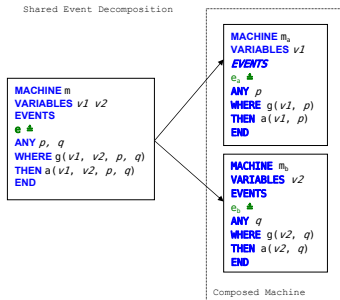 Shared Event Decomposition
MACHINE m
VARIABLES v1 v2
EVENTS
e ≙
ANY p, q
WHERE g(v1, v2, p, q)
THEN a(v1, v2, p, q)
END
MACHINE mₐ
VARIABLES v1
EVENTS
eₐ ≙
ANY p
WHERE g(v1, p)
THEN a(v1, p)
END
MACHINE m_b
VARIABLES v2
EVENTS
e_b ≙
ANY q
WHERE g(v2, q)
THEN a(v2, q)
END
Composed Machine